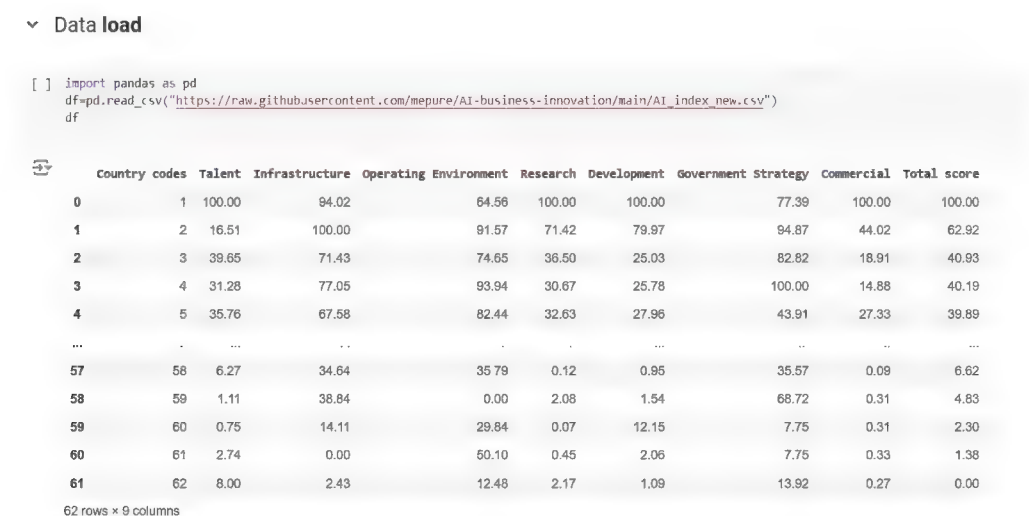 Data load
[ ] import pandas as pd
df=pd.read_csv("https://raw.githubusercontent.com/mepure/AI-business-innovation/main/AI_index_new.csv")
df
Country codes Talent Infrastructure Operating Environment Research Development Government Strategy Commercial Total score
0 1 100.00 94.02 64.56 100.00 100.00 77.39 100.00 100.00
1 2 16.51 100.00 91.57 71.42 79.97 94.87 44.02 62.92
2 3 39.65 71.43 74.65 36.50 25.03 82.82 18.91 40.93
3 4 31.28 77.05 93.94 30.67 25.78 100.00 14.88 40.19
4 5 35.76 67.58 82.44 32.63 27.96 43.91 27.33 39.89
... . ... .. . . ... .. .. ...
57 58 6.27 34.64 35 79 0.12 0.95 35.57 0.09 6.62
58 59 1.11 38.84 0.00 2.08 1.54 68.72 0.31 4.83
59 60 0.75 14.11 29.84 0.07 12.15 7.75 0.31 2.30
60 61 2.74 0.00 50.10 0.45 2.06 7.75 0.33 1.38
61 62 8.00 2.43 12.48 2.17 1.09 13.92 0.27 0.00
62 rows × 9 columns